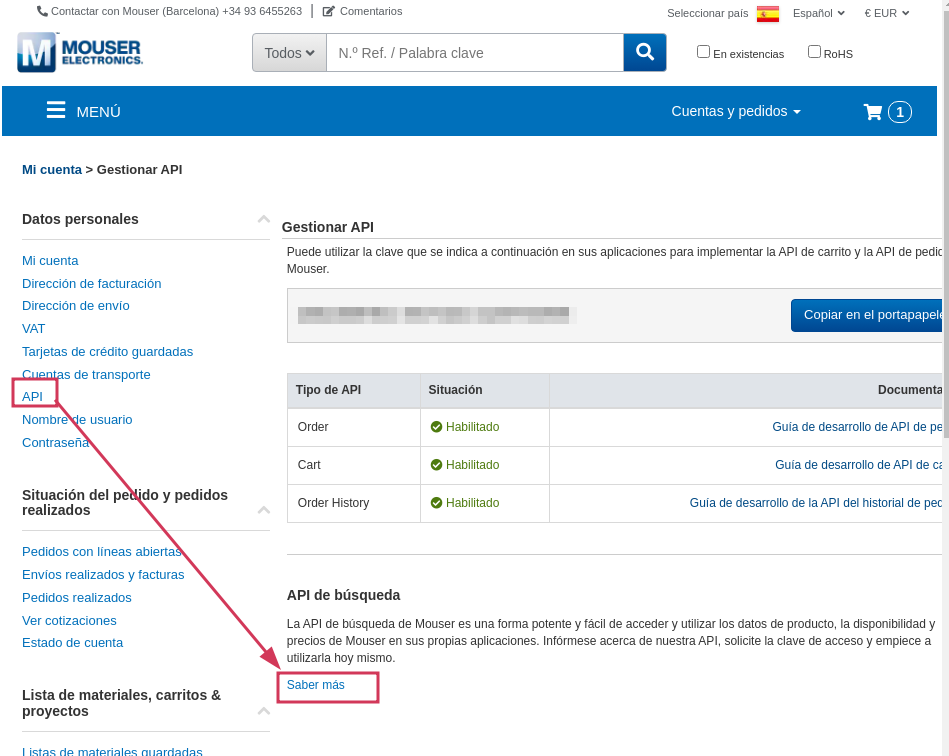 Contactar con Mouser (Barcelona) +34 93 6455263 | Comentarios
Seleccionar país Español € EUR
MOUSER
ELECTRONICS.
Todos N.º Ref. / Palabra clave
En existencias RoHS
MENÚ Cuentas y pedidos 1
Mi cuenta > Gestionar API
Datos personales
Mi cuenta
Dirección de facturación
Dirección de envío
VAT
Tarjetas de crédito guardadas
Cuentas de transporte
API
Nombre de usuario
Contraseña
Situación del pedido y pedidos
realizados
Pedidos con líneas abiertas
Envíos realizados y facturas
Pedidos realizados
Ver cotizaciones
Estado de cuenta
Lista de materiales, carritos &
proyectos
Listas de materiales guardadas
Gestionar API
Puede utilizar la clave que se indica a continuación en sus aplicaciones para implementar la API de carrito y la API de pedid
Mouser.
Copiar en el portapapele
Tipo de API Situación Documenta
Order Habilitado Guía de desarrollo de API de pe
Cart Habilitado Guía de desarrollo de API de ca
Order History Habilitado Guía de desarrollo de la API del historial de ped
API de búsqueda
La API de búsqueda de Mouser es una forma potente y fácil de acceder y utilizar los datos de producto, la disponibilidad y
precios de Mouser en sus propias aplicaciones. Infórmese acerca de nuestra API, solicite la clave de acceso y empiece a
utilizarla hoy mismo.
Saber más